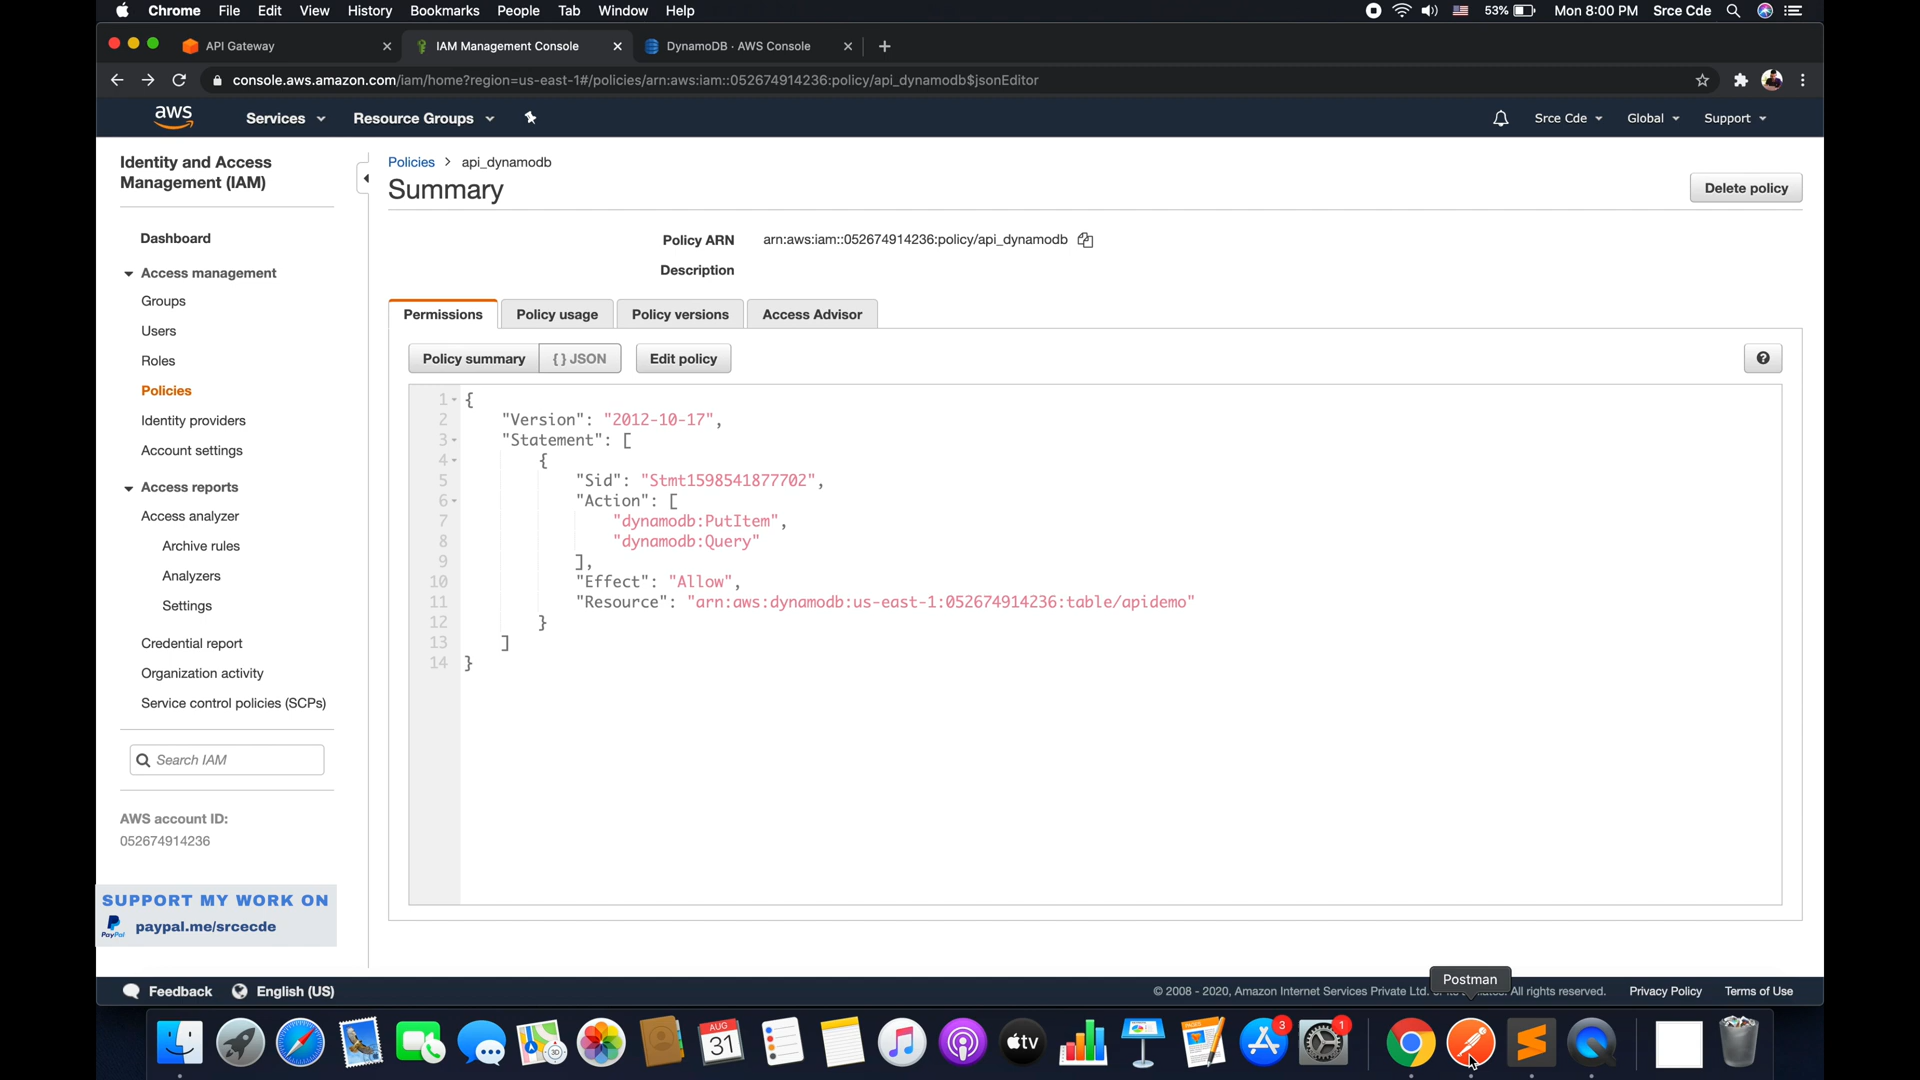 Chrome File Edit View History Bookmarks People Tab Window Help 53% Mon 8:00 PM Srce Cde
API Gateway IAM Management Console DynamoDB · AWS Console
console.aws.amazon.com/iam/home?region=us-east-1#/policies/arn:aws:iam::052674914236:policy/api_dynamodb$jsonEditor
aws Services Resource Groups Srce Cde Global Support
Identity and Access
Management (IAM)
Dashboard
Access management
Groups
Users
Roles
Policies
Identity providers
Account settings
Access reports
Access analyzer
Archive rules
Analyzers
Settings
Credential report
Organization activity
Service control policies (SCPs)
Search IAM
AWS account ID:
052674914236
SUPPORT MY WORK ON
PayPal paypal.me/srcecde
Policies > api_dynamodb
Summary
Delete policy
Policy ARN arn:aws:iam::052674914236:policy/api_dynamodb
Description
Permissions Policy usage Policy versions Access Advisor
Policy summary { } JSON Edit policy ?
1 {
2 "Version": "2012-10-17",
3 "Statement": [
4 {
5 "Sid": "Stmt1598541877702",
6 "Action": [
7 "dynamodb:PutItem",
8 "dynamodb:Query"
9 ],
10 "Effect": "Allow",
11 "Resource": "arn:aws:dynamodb:us-east-1:052674914236:table/apidemo"
12 }
13 ]
14 }
Postman
Feedback English (US) © 2008 - 2020, Amazon Internet Services Private Ltd. All rights reserved. Privacy Policy Terms of Use
3D AUG 31 tv 3 1